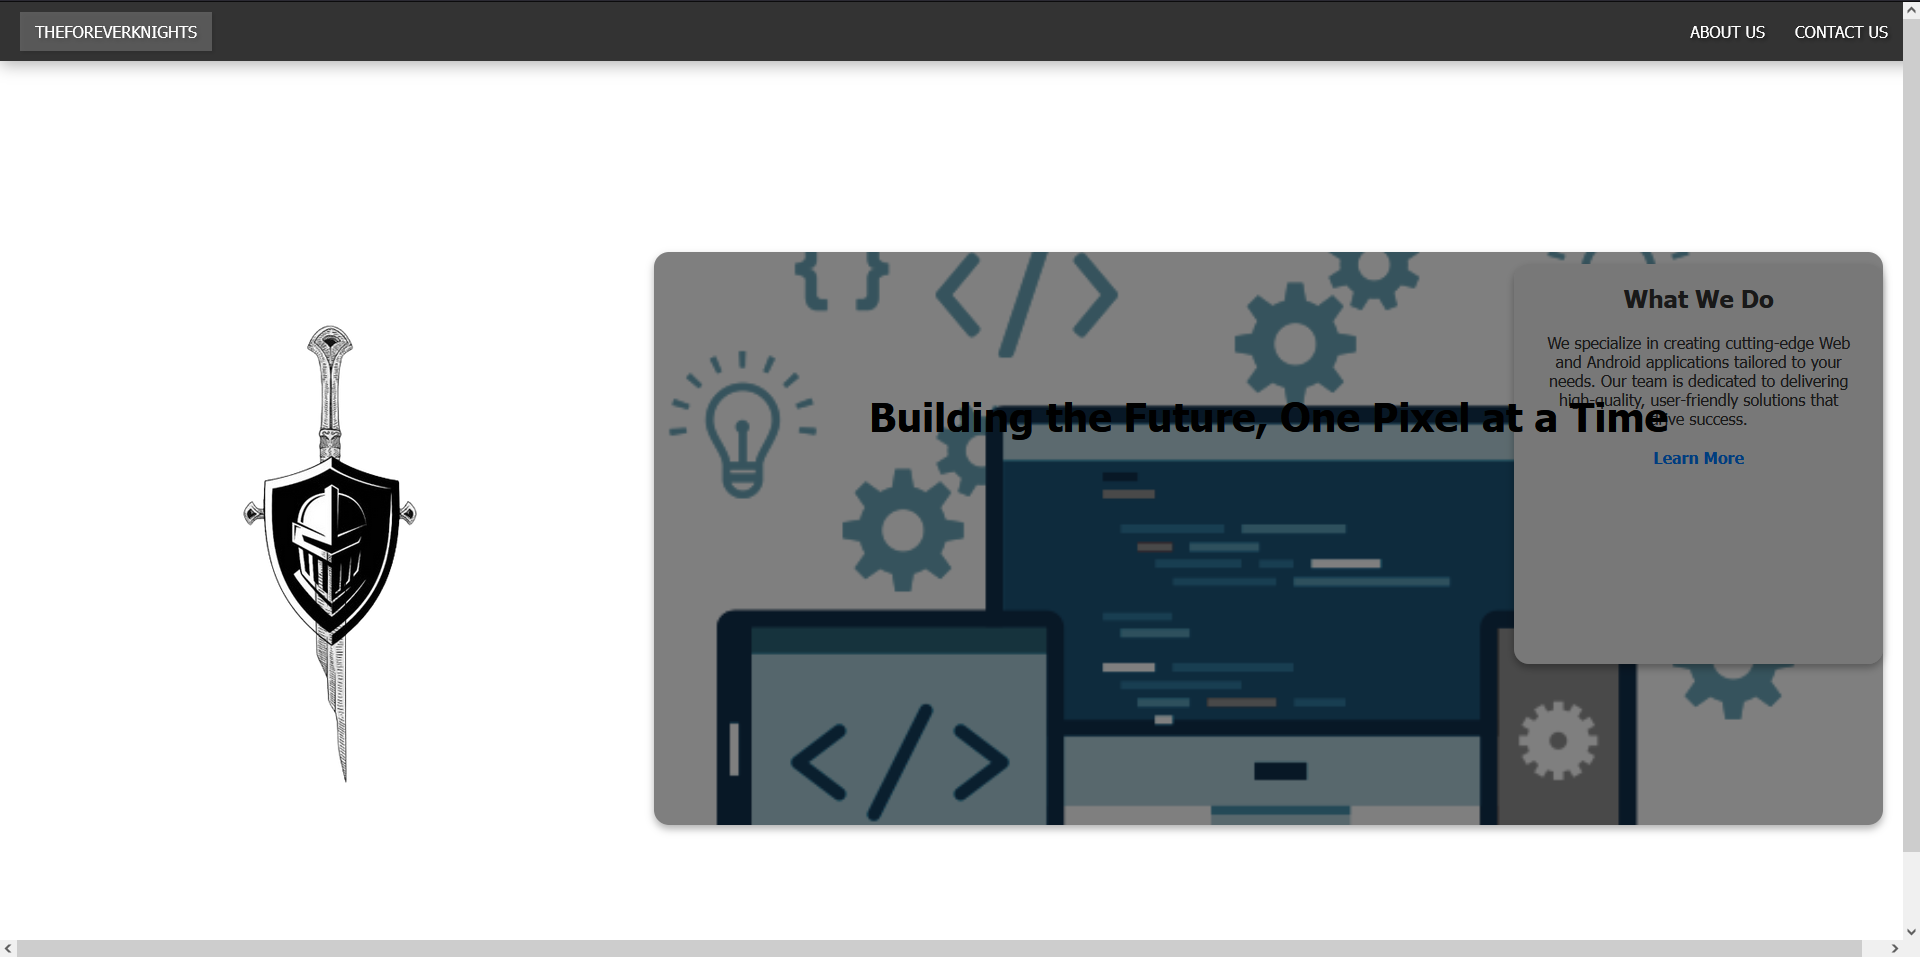 THEFOREVERKNIGHTS
ABOUT US
CONTACT US
What We Do
We specialize in creating cutting-edge Web
and Android applications tailored to your
needs. Our team is dedicated to delivering
high-quality, user-friendly solutions that
success.
Building the Future, One Pixel at a Time
Learn More